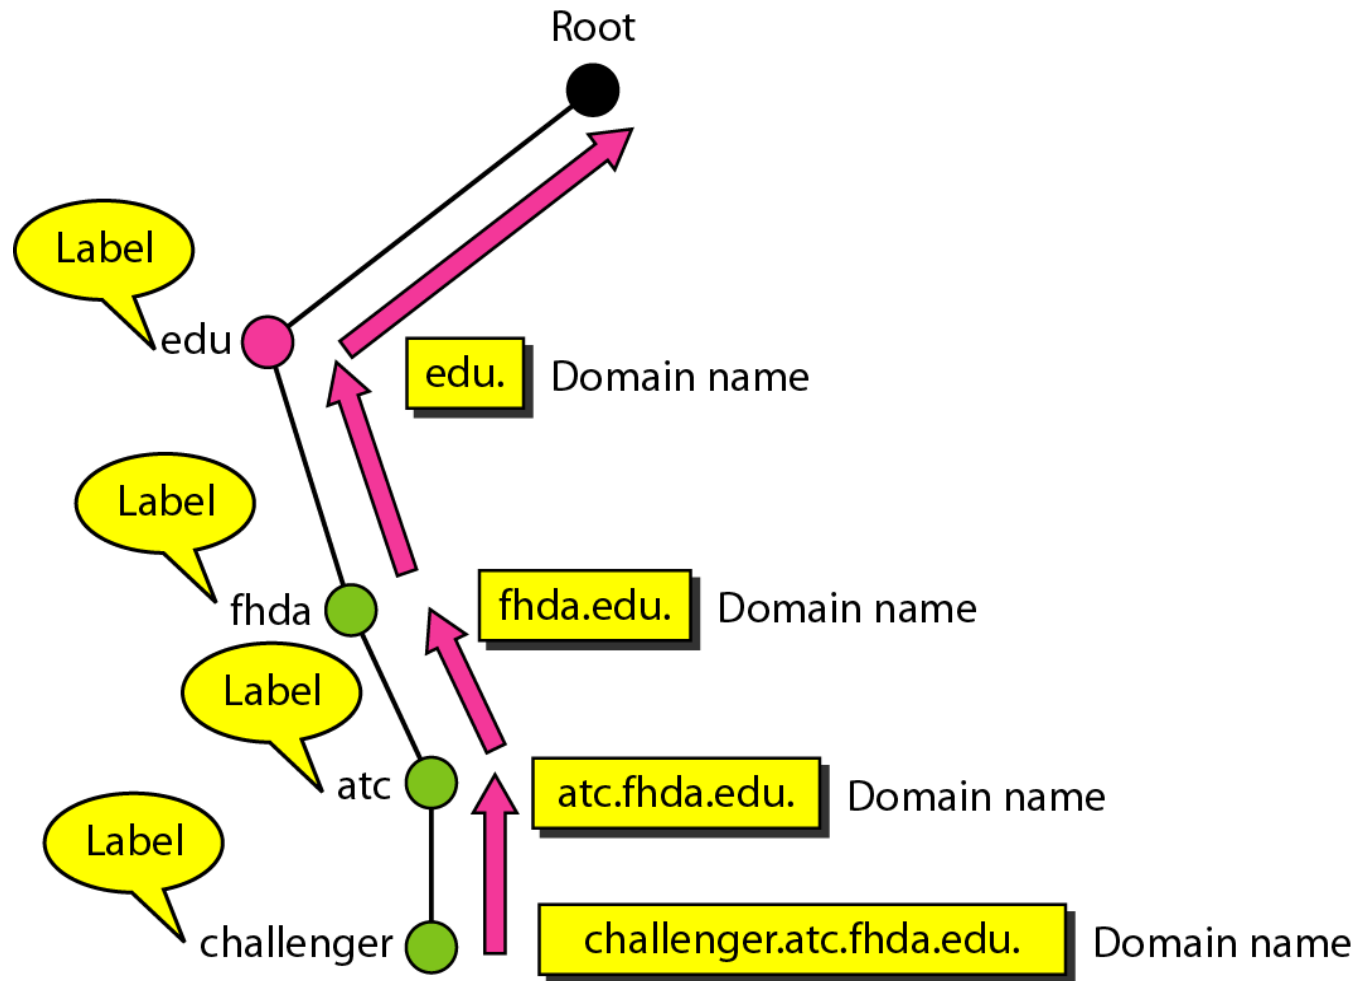 Root
Label
edu
edu.
Domain name
Label
fhda
fhda.edu.
Domain name
Label
atc
atc.fhda.edu.
Domain name
Label
challenger
challenger.atc.fhda.edu.
Domain name